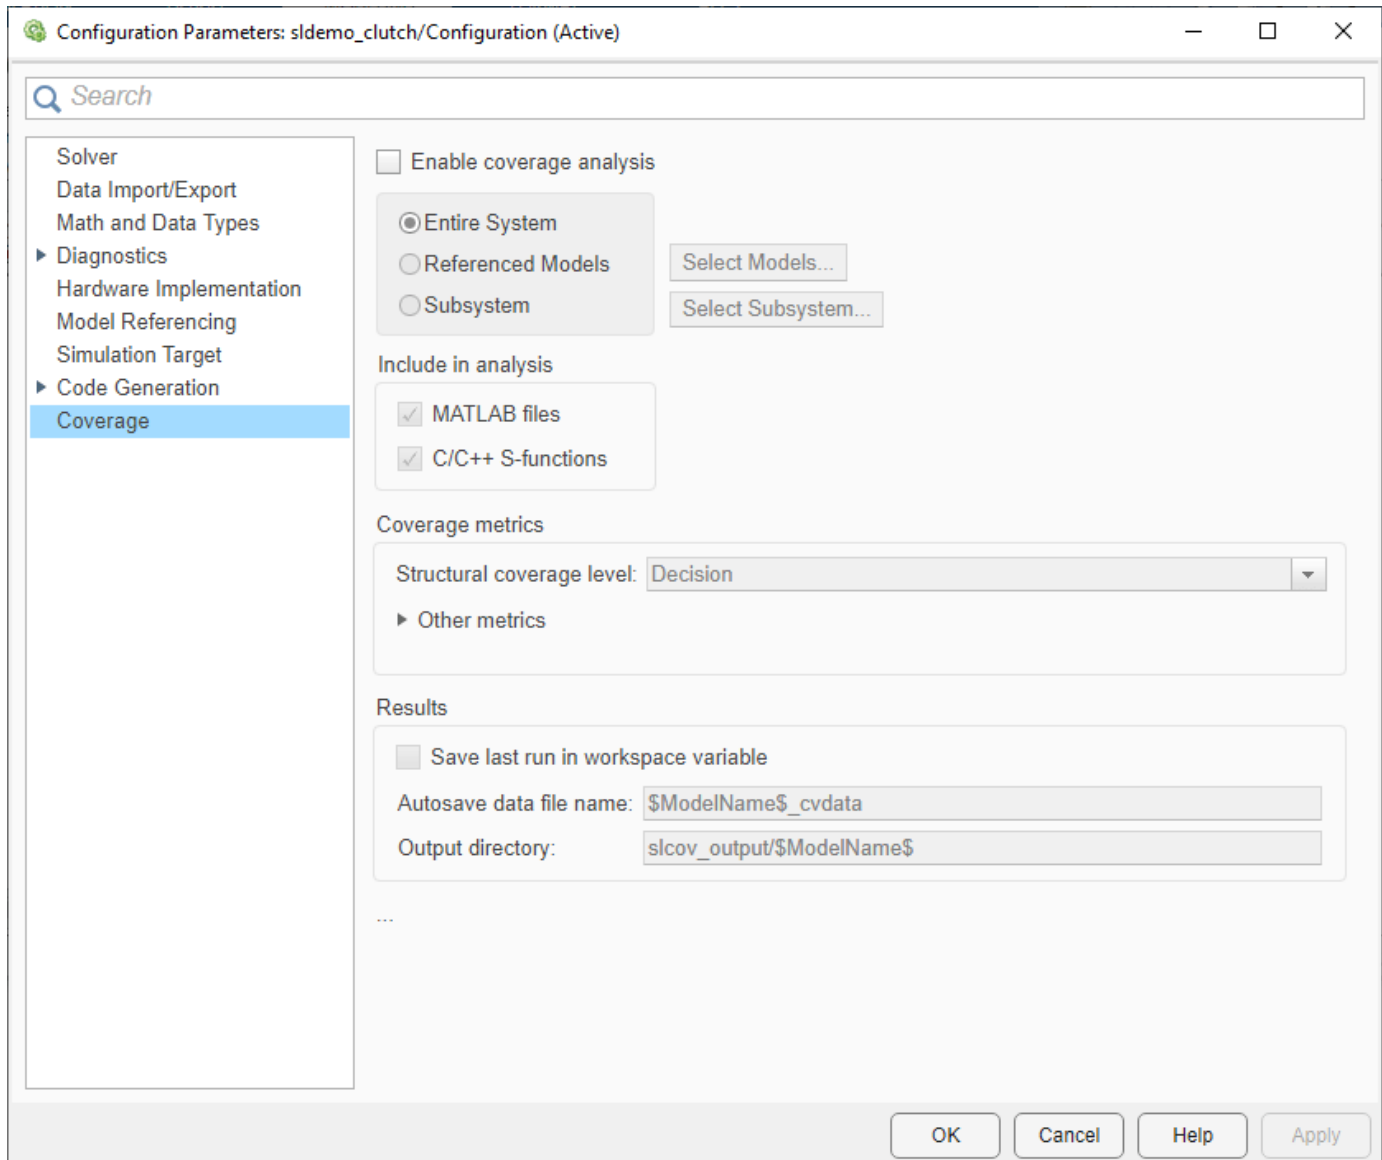 Configuration Parameters: sldemo_clutch/Configuration (Active)
Search
Solver
Data Import/Export
Math and Data Types
Diagnostics
Hardware Implementation
Model Referencing
Simulation Target
Code Generation
Coverage
Enable coverage analysis
Entire System
Referenced Models
Select Models...
Subsystem
Select Subsystem...
Include in analysis
MATLAB files
C/C++ S-functions
Coverage metrics
Structural coverage level: Decision
Other metrics
Results
Save last run in workspace variable
Autosave data file name: $ModelName$_cvdata
Output directory: slcov_output/$ModelName$
...
OK Cancel Help Apply